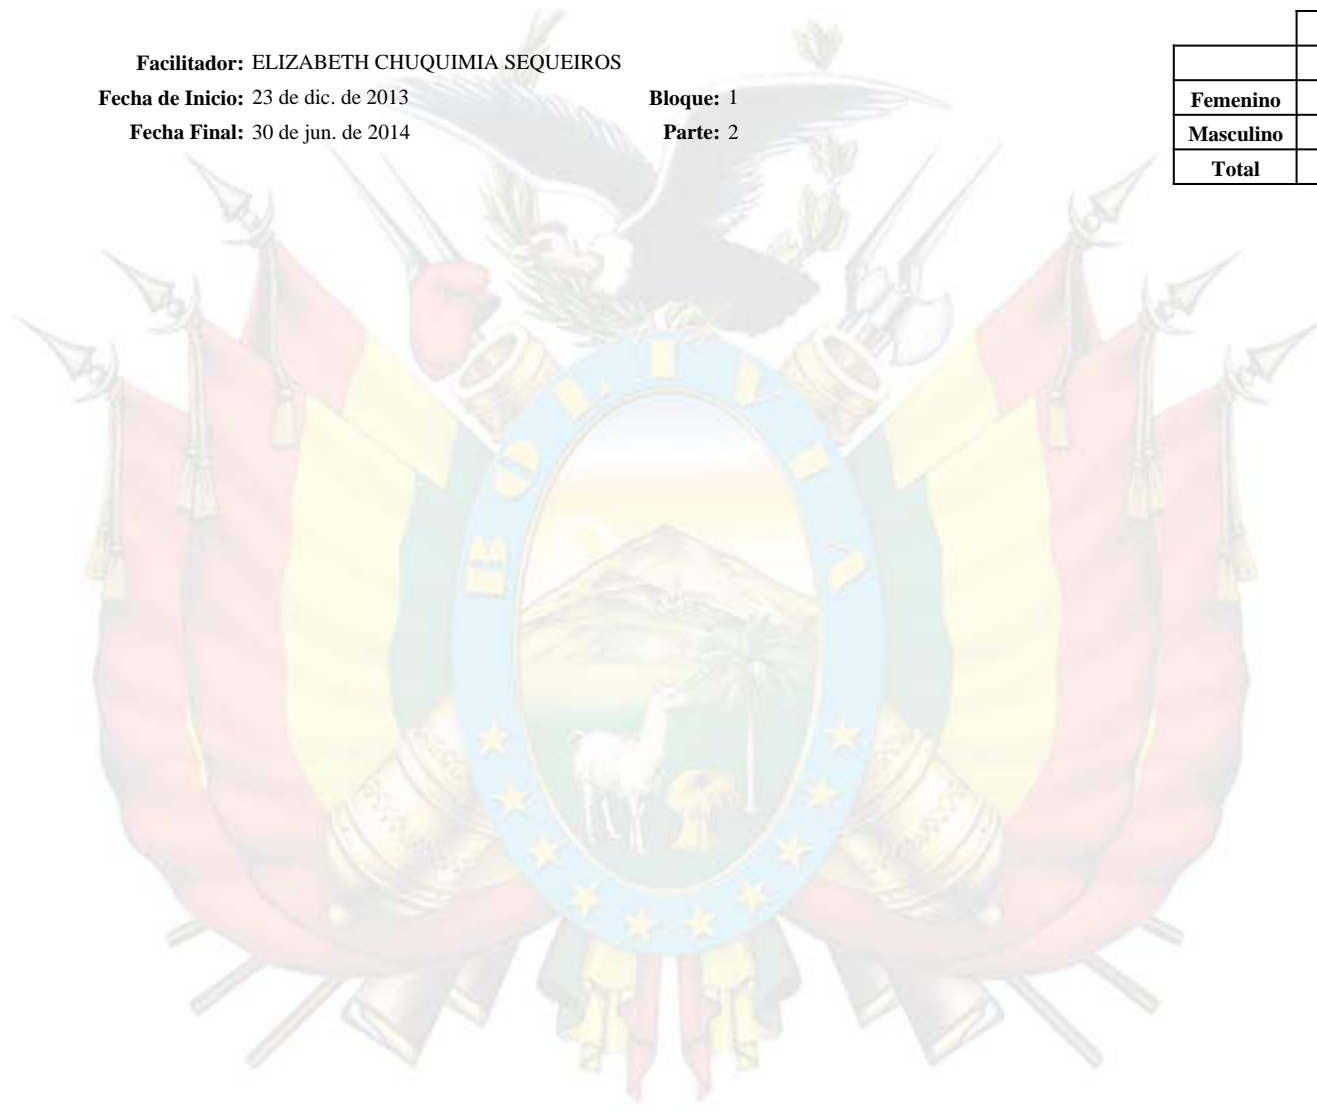 Facilitador: ELIZABETH CHUQUIMIA SEQUEIROS
Fecha de Inicio: 23 de dic. de 2013 Bloque: 1
Fecha Final: 30 de jun. de 2014 Parte: 2
Femenino
Masculino
Total
BOLIVIA